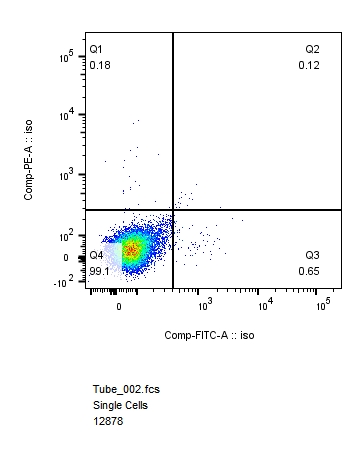 Q1
0.18
Q2
0.12
10^5
10^4
10^3
10^2
0
-10^2
Comp-PE-A :: iso
Q4
99.1
Q3
0.65
0
10^3
10^4
10^5
Comp-FITC-A :: iso
Tube_002.fcs
Single Cells
12878